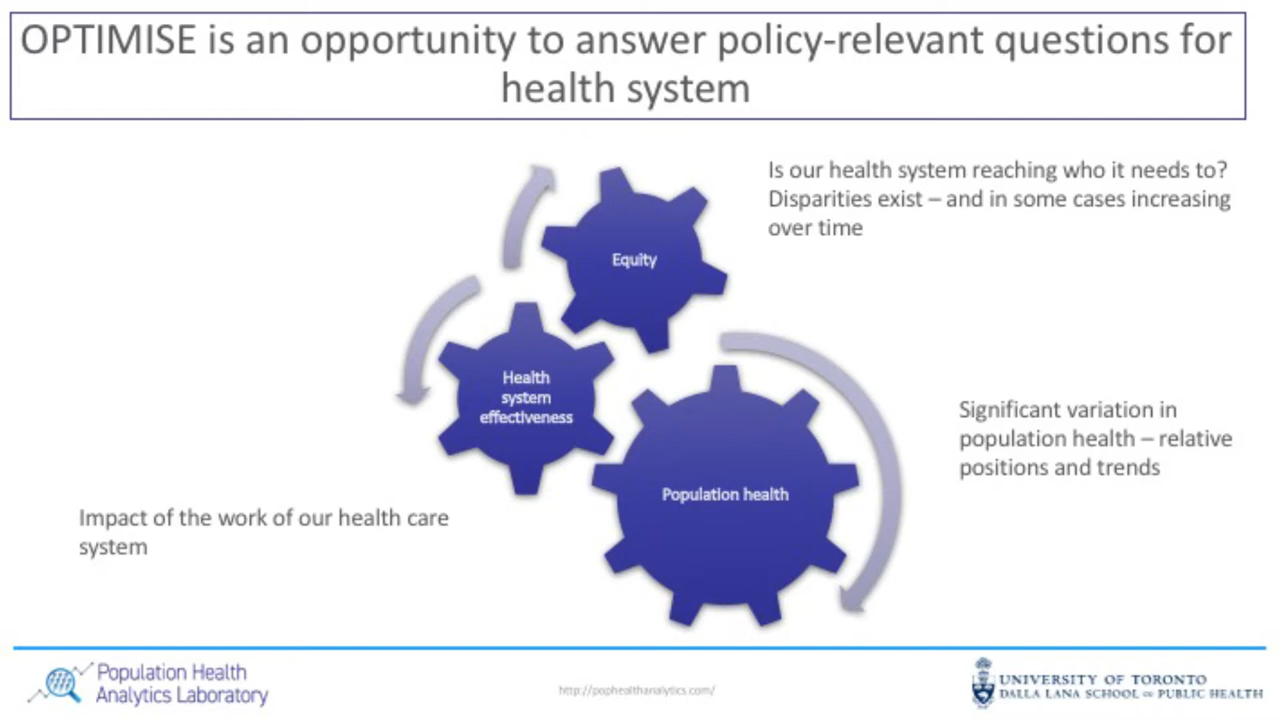 OPTIMISE is an opportunity to answer policy-relevant questions for
health system
Is our health system reaching who it needs to?
Disparities exist – and in some cases increasing
over time
Equity
Health
system
effectiveness
Significant variation in
population health – relative
positions and trends
Population health
Impact of the work of our health care
system
Population Health
Analytics Laboratory
http://pophealthanalytics.com/
UNIVERSITY OF TORONTO
DALLA LANA SCHOOL OF PUBLIC HEALTH